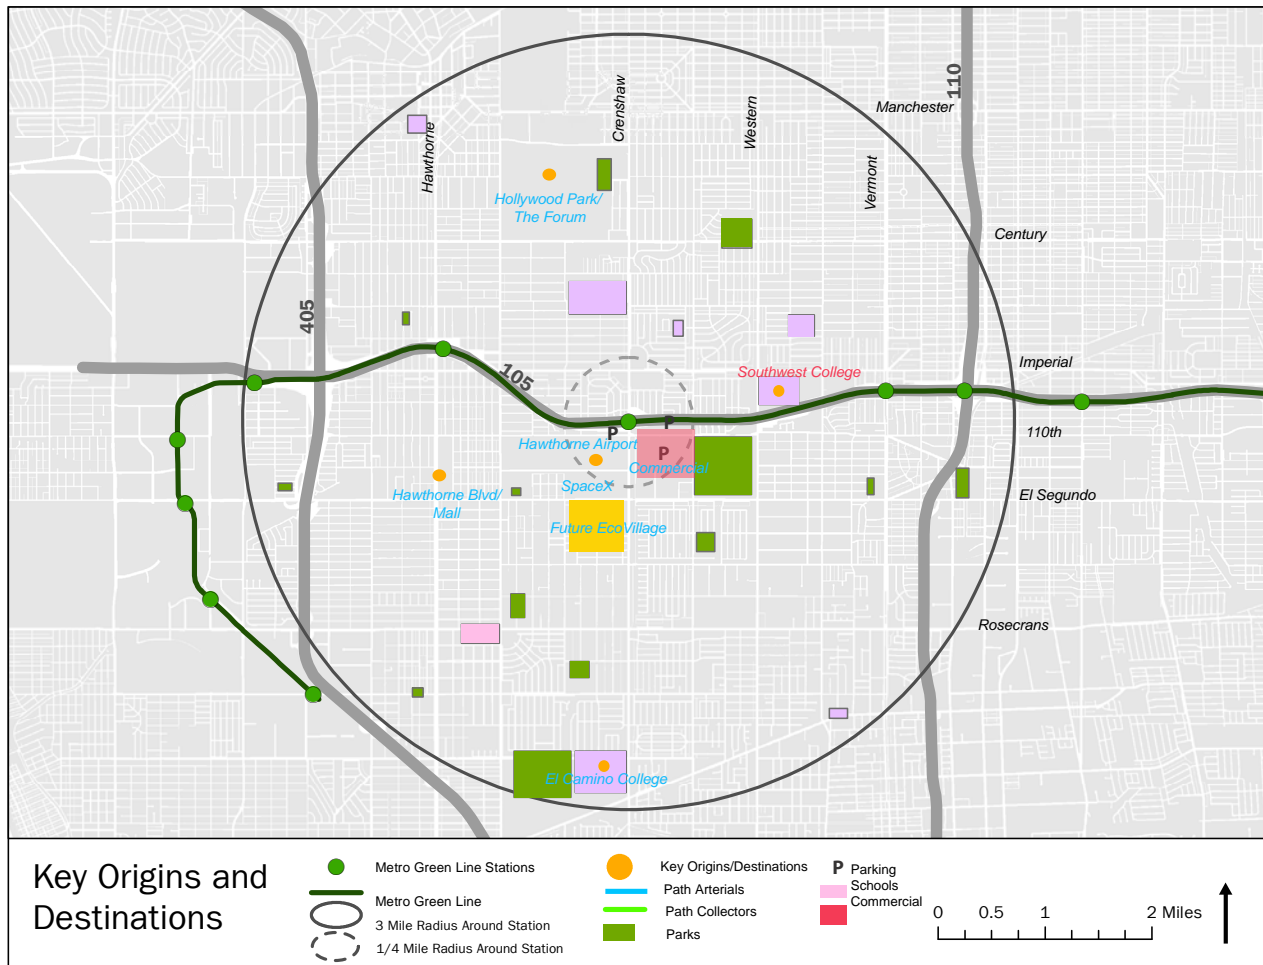 110
Manchester
Crenshaw
Western
Hawthorne
Vermont
Hollywood Park/
The Forum
Century
405
Imperial
105
Southwest College
P
P
110th
Hawthorne Airport
P
Commercial
SpaceX
Hawthorne Blvd/
Mall
El Segundo
Future EcoVillage
Rosecrans
El Camino College
Key Origins and
Destinations
Metro Green Line Stations
Metro Green Line
3 Mile Radius Around Station
1/4 Mile Radius Around Station
Key Origins/Destinations
Path Arterials
Path Collectors
Parks
P Parking
Schools
Commercial
0 0.5 1 2 Miles